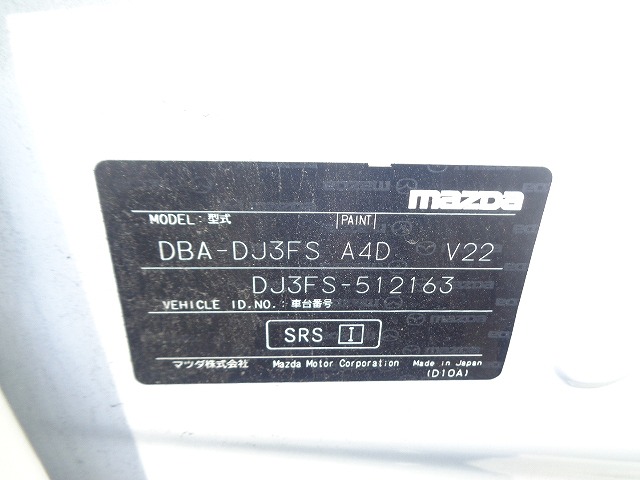 mazda
MODEL: 型式 PAINT
DBA-DJ3FS A4D V22
DJ3FS-512163
VEHICLE ID.NO.: 車台番号
SRS I
マツダ株式会社 Mazda Motor Corporation Made in Japan
(D10A)